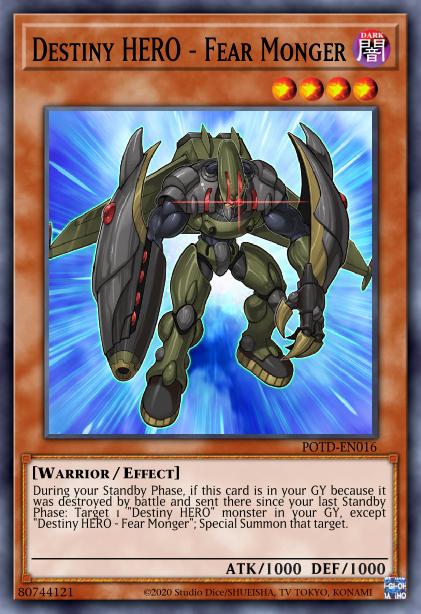 DESTINY HERO - FEAR MONGER
DARK
闇
POTD-EN016
[WARRIOR / EFFECT]
During your Standby Phase, if this card is in your GY because it
was destroyed by battle and sent there since your last Standby
Phase: Target 1 "Destiny HERO" monster in your GY, except
"Destiny HERO - Fear Monger"; Special Summon that target.
ATK/1000 DEF/1000
80744121
©2020 Studio Dice/SHUEISHA, TV TOKYO, KONAMI